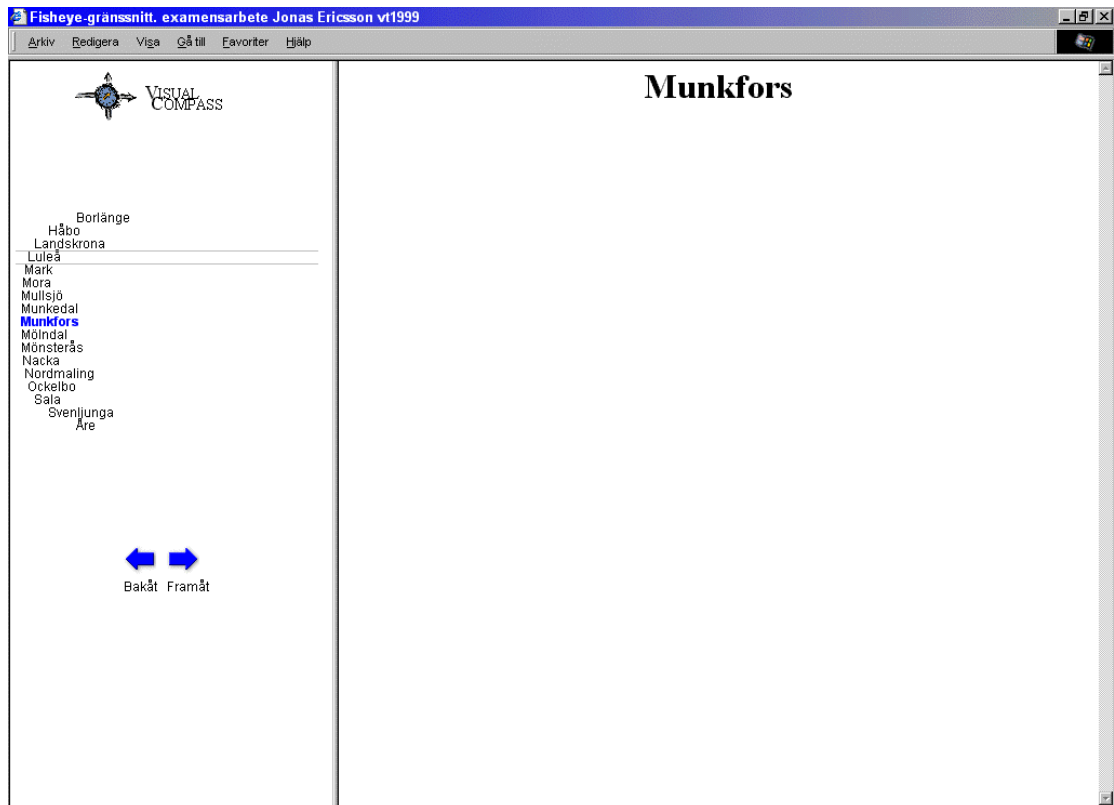 Fisheye-gränssnitt. examensarbete Jonas Ericsson vt1999
Arkiv Redigera Visa Gå till Favoriter Hjälp
VISUAL
COMPASS
Munkfors
Borlänge
Håbo
Landskrona
Luleå
Mark
Mora
Mullsjö
Munkedal
Munkfors
Mölndal
Mönsterås
Nacka
Nordmaling
Ockelbo
Sala
Svenljunga
Åre
Bakåt Framåt